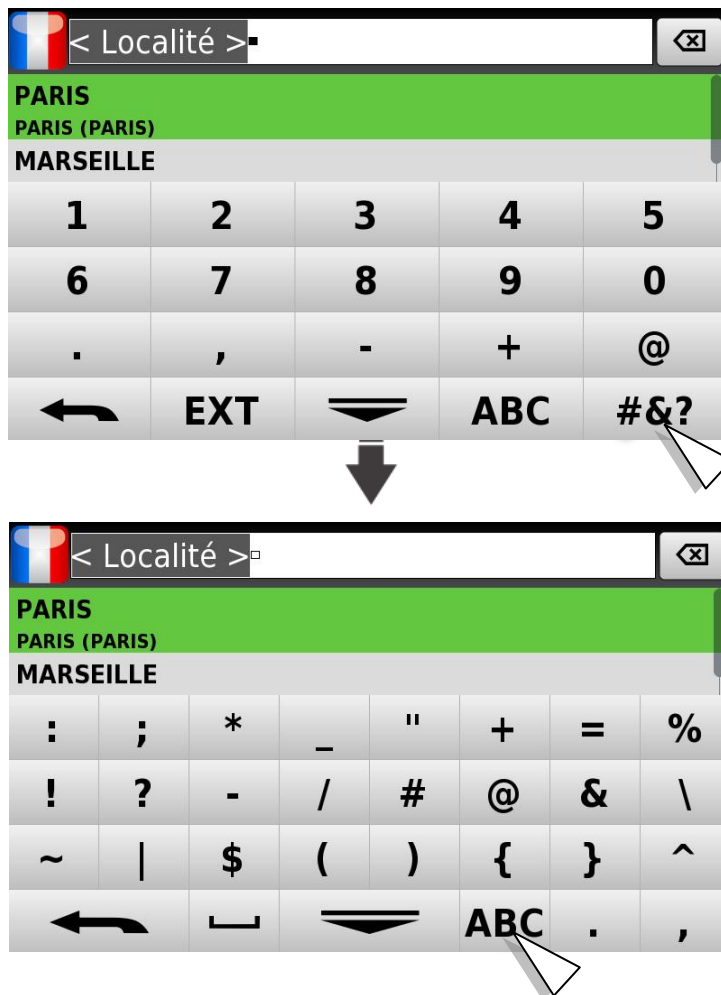 < Localité >
PARIS
PARIS (PARIS)
MARSEILLE
1 2 3 4 5
6 7 8 9 0
. , - + @
EXT ABC #&?
< Localité >
PARIS
PARIS (PARIS)
MARSEILLE
: ; * _ " + = %
! ? - / # @ & \
~ | $ ( ) { } ^
ABC . ,